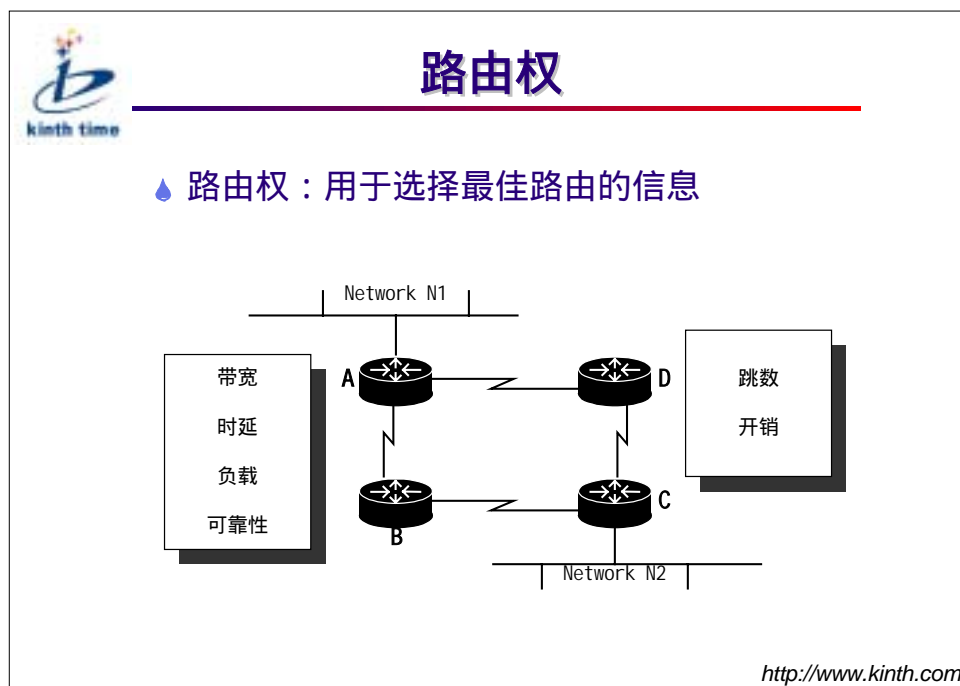 kinth time
路由权
路由权：用于选择最佳路由的信息
Network N1
带宽
时延
负载
可靠性
A
D
B
C
跳数
开销
Network N2
http://www.kinth.com